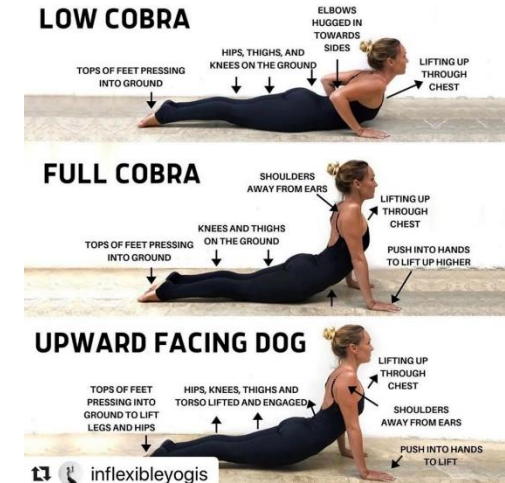 LOW COBRA
ELBOWS
HUGGED IN
TOWARDS
SIDES
HIPS, THIGHS, AND
KNEES ON THE GROUND
TOPS OF FEET PRESSING
INTO GROUND
LIFTING UP
THROUGH
CHEST
FULL COBRA
SHOULDERS
AWAY FROM EARS
LIFTING UP
THROUGH
CHEST
KNEES AND THIGHS
ON THE GROUND
TOPS OF FEET PRESSING
INTO GROUND
PUSH INTO HANDS
TO LIFT UP HIGHER
UPWARD FACING DOG
LIFTING UP
THROUGH
CHEST
TOPS OF FEET
PRESSING INTO
GROUND TO LIFT
LEGS AND HIPS
HIPS, KNEES, THIGHS AND
TORSO LIFTED AND ENGAGED
SHOULDERS
AWAY FROM EARS
PUSH INTO HANDS
TO LIFT
inflexibleyogis